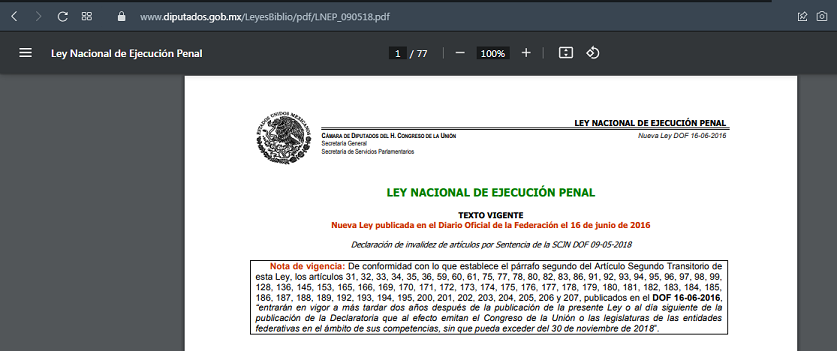 www.diputados.gob.mx/LeyesBiblio/pdf/LNEP_090518.pdf
Ley Nacional de Ejecución Penal
1 / 77
100%
ESTADOS UNIDOS MEXICANOS
LEY NACIONAL DE EJECUCIÓN PENAL
CÁMARA DE DIPUTADOS DEL H. CONGRESO DE LA UNIÓN
Nueva Ley DOF 16-06-2016
Secretaría General
Secretaría de Servicios Parlamentarios
LEY NACIONAL DE EJECUCIÓN PENAL
TEXTO VIGENTE
Nueva Ley publicada en el Diario Oficial de la Federación el 16 de junio de 2016
Declaración de invalidez de artículos por Sentencia de la SCJN DOF 09-05-2018
Nota de vigencia: De conformidad con lo que establece el párrafo segundo del Artículo Segundo Transitorio de
esta Ley, los artículos 31, 32, 33, 34, 35, 36, 59, 60, 61, 75, 77, 78, 80, 82, 83, 86, 91, 92, 93, 94, 95, 96, 97, 98, 99,
128, 136, 145, 153, 165, 166, 169, 170, 171, 172, 173, 174, 175, 176, 177, 178, 179, 180, 181, 182, 183, 184, 185,
186, 187, 188, 189, 192, 193, 194, 195, 200, 201, 202, 203, 204, 205, 206 y 207, publicados en el DOF 16-06-2016,
"entrarán en vigor a más tardar dos años después de la publicación de la presente Ley o al día siguiente de la
publicación de la Declaratoria que al efecto emitan el Congreso de la Unión o las legislaturas de las entidades
federativas en el ámbito de sus competencias, sin que pueda exceder del 30 de noviembre de 2018".